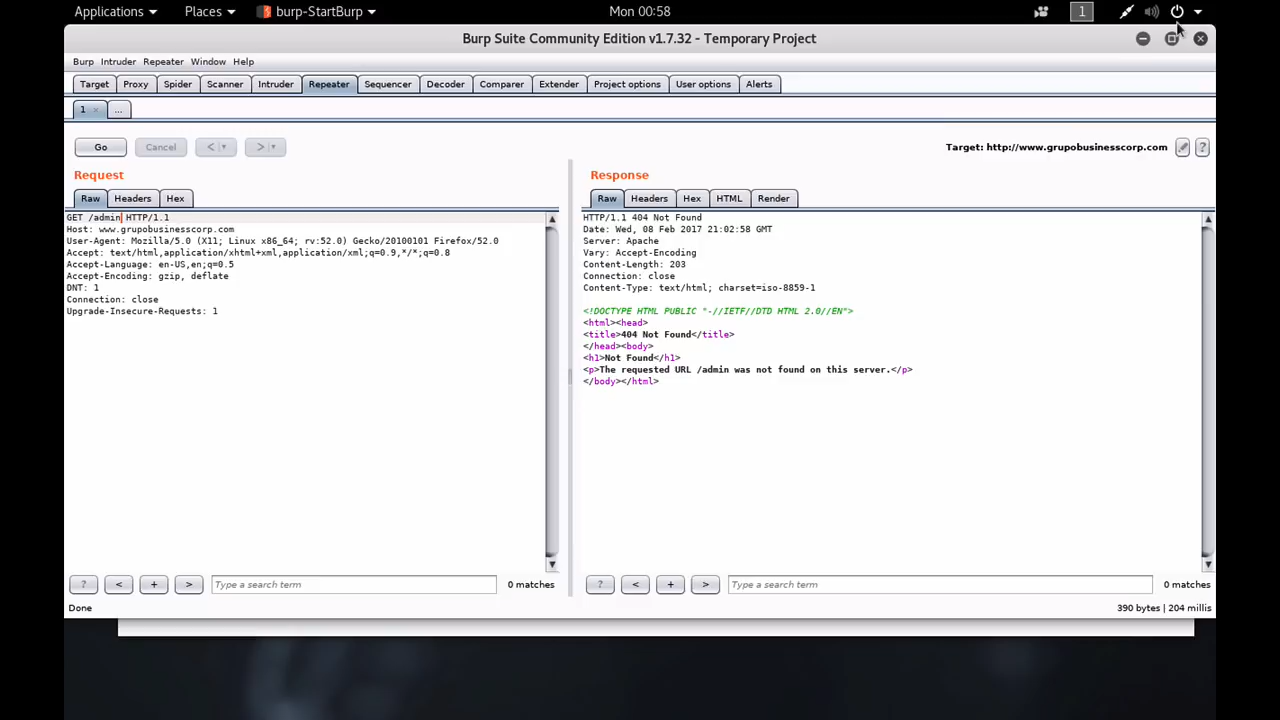 Applications Places burp-StartBurp Mon 00:58 1
Burp Suite Community Edition v1.7.32 - Temporary Project
Burp Intruder Repeater Window Help
Target Proxy Spider Scanner Intruder Repeater Sequencer Decoder Comparer Extender Project options User options Alerts
1 × ...
Go Cancel < > Target: http://www.grupobusinesscorp.com ?
Request
Raw Headers Hex
GET /admin HTTP/1.1
Host: www.grupobusinesscorp.com
User-Agent: Mozilla/5.0 (X11; Linux x86_64; rv:52.0) Gecko/20100101 Firefox/52.0
Accept: text/html,application/xhtml+xml,application/xml;q=0.9,*/*;q=0.8
Accept-Language: en-US,en;q=0.5
Accept-Encoding: gzip, deflate
DNT: 1
Connection: close
Upgrade-Insecure-Requests: 1
? < + > Type a search term 0 matches
Response
Raw Headers Hex HTML Render
HTTP/1.1 404 Not Found
Date: Wed, 08 Feb 2017 21:02:58 GMT
Server: Apache
Vary: Accept-Encoding
Content-Length: 203
Connection: close
Content-Type: text/html; charset=iso-8859-1
<!DOCTYPE HTML PUBLIC "-//IETF//DTD HTML 2.0//EN">
<html><head>
<title>404 Not Found</title>
</head><body>
<h1>Not Found</h1>
<p>The requested URL /admin was not found on this server.</p>
</body></html>
? < + > Type a search term 0 matches
Done 390 bytes | 204 millis